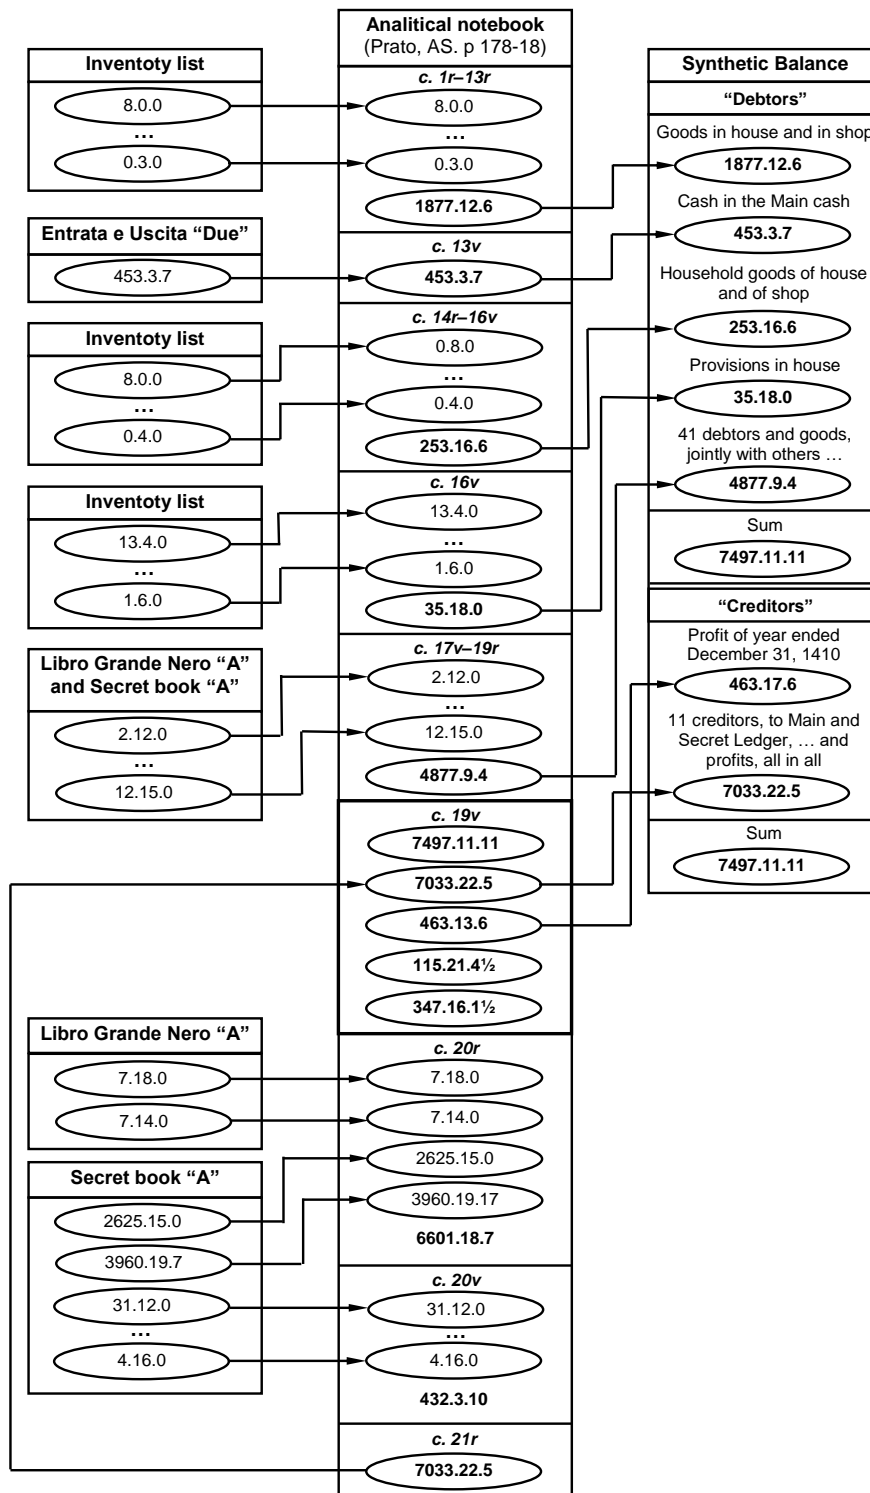 Inventoty list
8.0.0
...
0.3.0
Entrata e Uscita “Due”
453.3.7
Inventoty list
8.0.0
...
0.4.0
Inventoty list
13.4.0
...
1.6.0
Libro Grande Nero “A”
and Secret book “A”
2.12.0
...
12.15.0
Libro Grande Nero “A”
7.18.0
7.14.0
Secret book “A”
2625.15.0
3960.19.7
31.12.0
...
4.16.0
Analitical notebook
(Prato, AS. p 178-18)
c. 1r–13r
8.0.0
...
0.3.0
1877.12.6
c. 13v
453.3.7
c. 14r–16v
0.8.0
...
0.4.0
253.16.6
c. 16v
13.4.0
...
1.6.0
35.18.0
c. 17v–19r
2.12.0
...
12.15.0
4877.9.4
c. 19v
7497.11.11
7033.22.5
463.13.6
115.21.4½
347.16.1½
c. 20r
7.18.0
7.14.0
2625.15.0
3960.19.17
6601.18.7
c. 20v
31.12.0
...
4.16.0
432.3.10
c. 21r
7033.22.5
Synthetic Balance
“Debtors”
Goods in house and in shop
1877.12.6
Cash in the Main cash
453.3.7
Household goods of house
and of shop
253.16.6
Provisions in house
35.18.0
41 debtors and goods,
jointly with others …
4877.9.4
Sum
7497.11.11
“Creditors”
Profit of year ended
December 31, 1410
463.17.6
11 creditors, to Main and
Secret Ledger, … and
profits, all in all
7033.22.5
Sum
7497.11.11